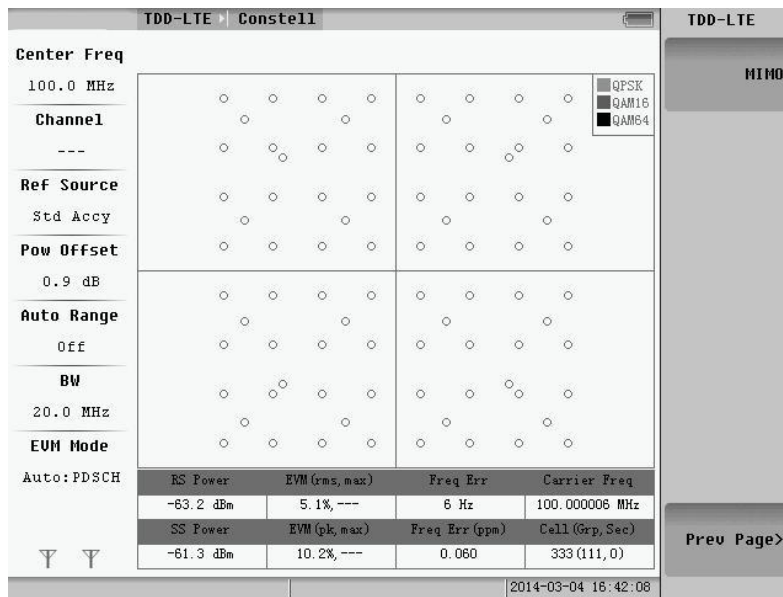 TDD-LTE Constell
TDD-LTE
Center Freq
100.0 MHz
Channel
---
Ref Source
Std Accy
Pow Offset
0.9 dB
Auto Range
Off
BW
20.0 MHz
EVM Mode
Auto:PDSCH
QPSK
QAM16
QAM64
RS Power EVM(rms,max) Freq Err Carrier Freq
-63.2 dBm 5.1%,--- 6 Hz 100.000006 MHz
SS Power EVM(pk,max) Freq Err(ppm) Cell(Grp,Sec)
-61.3 dBm 10.2%,--- 0.060 333(111,0)
2014-03-04 16:42:08
MIMO
Prev Page>